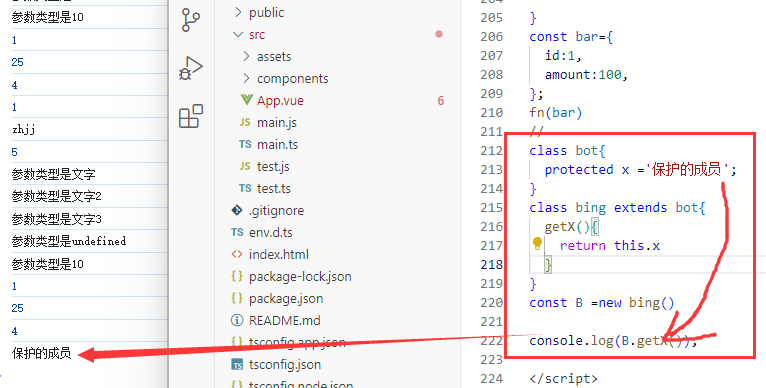 参数类型是10
1
25
4
1
zhjj
5
参数类型是文字
参数类型是文字2
参数类型是文字3
参数类型是undefined
参数类型是10
1
25
4
保护的成员
public
src
assets
components
App.vue 6
JS main.js
TS main.ts
JS test.js
TS test.ts
.gitignore
TS env.d.ts
index.html
package-lock.json
package.json
README.md
tsconfig.app.json
tsconfig.json
tsconfig.node.json
205 }
206 const bar={
207 id:1,
208 amount:100,
209 };
210 fn(bar)
211 //
212 class bot{
213 protected x ='保护的成员';
214 }
215 class bing extends bot{
216 getX(){
217 return this.x
218 }
219 }
220 const B =new bing()
221
222 console.log(B.getX());
223
224 </script>